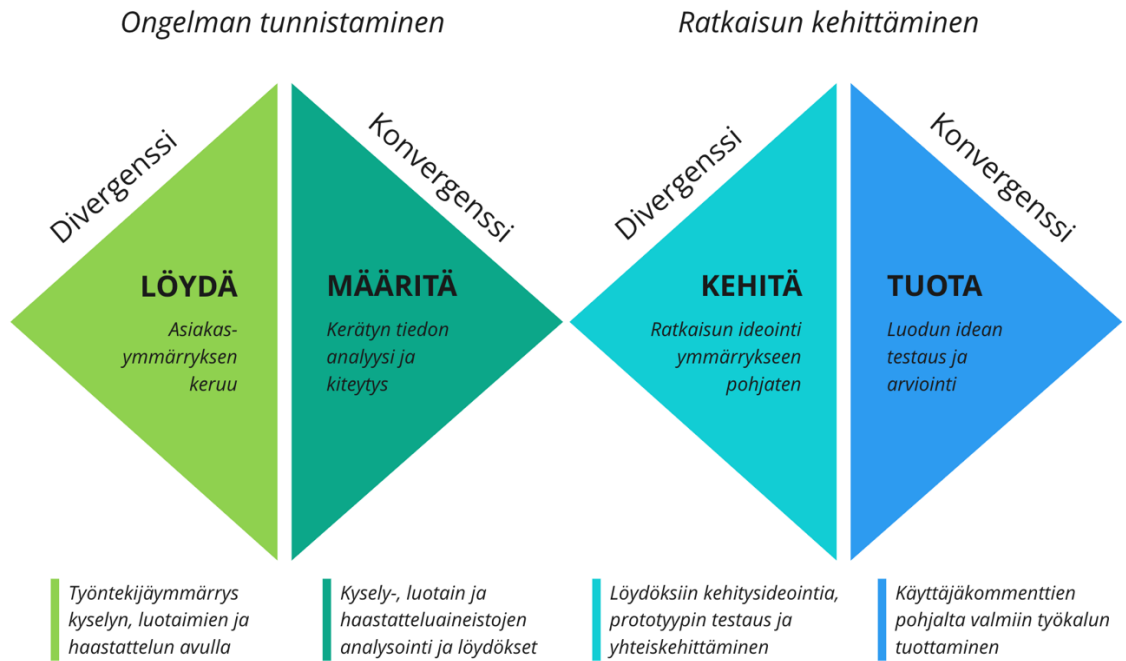 Ongelman tunnistaminen
Ratkaisun kehittäminen
Divergenssi
Konvergenssi
Divergenssi
Konvergenssi
LÖYDÄ
Asiakas-
ymmärryksen
keruu
MÄÄRITÄ
Kerätyn tiedon
analyysi ja
kiteytys
KEHITÄ
Ratkaisun ideointi
ymmärrykseen
pohjaten
TUOTA
Luodun idean
testaus ja
arviointi
Työntekijäymmärrys
kyselyn, luotaimien ja
haastattelun avulla
Kysely-, luotain ja
haastatteluaineistojen
analysointi ja löydökset
Löydöksiin kehitysideointia,
prototyypin testaus ja
yhteiskehittäminen
Käyttäjäkommenttien
pohjalta valmiin työkalun
tuottaminen